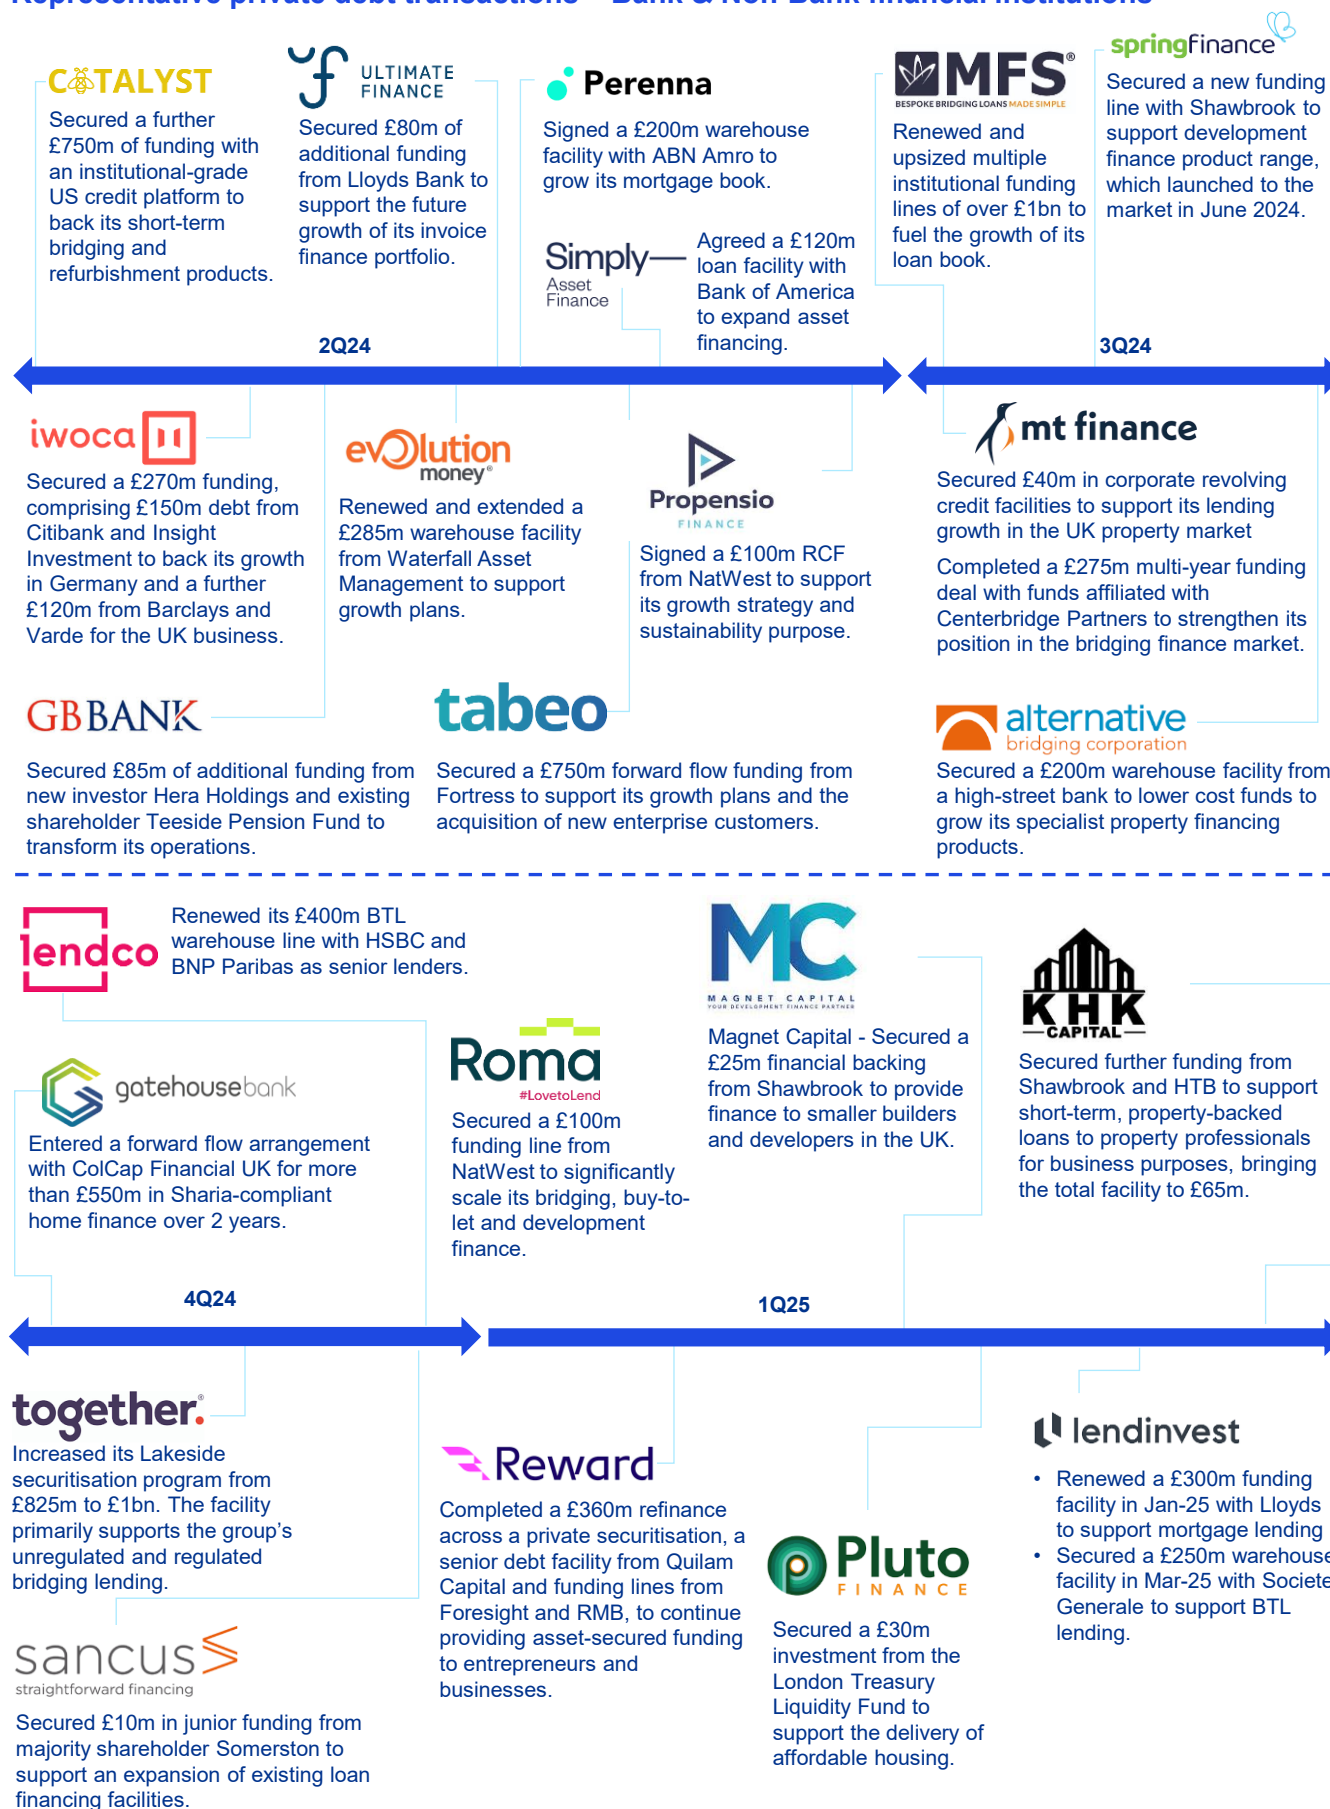 Representative private debt transactions – Bank & Non-Bank financial institutions
CATALYST
Secured a further
£750m of funding with
an institutional-grade
US credit platform to
back its short-term
bridging and
refurbishment products.
ULTIMATE
FINANCE
Secured £80m of
additional funding
from Lloyds Bank to
support the future
growth of its invoice
finance portfolio.
Perenna
Signed a £200m warehouse
facility with ABN Amro to
grow its mortgage book.
Simply
Asset
Finance
Agreed a £120m
loan facility with
Bank of America
to expand asset
financing.
MFS®
BESPOKE BRIDGING LOANS MADE SIMPLE
Renewed and
upsized multiple
institutional funding
lines of over £1bn to
fuel the growth of its
loan book.
springfinance
Secured a new funding
line with Shawbrook to
support development
finance product range,
which launched to the
market in June 2024.
2Q24
3Q24
iwoca
Secured a £270m funding,
comprising £150m debt from
Citibank and Insight
Investment to back its growth
in Germany and a further
£120m from Barclays and
Varde for the UK business.
evolution
money®
Renewed and extended a
£285m warehouse facility
from Waterfall Asset
Management to support
growth plans.
Propensio
FINANCE
Signed a £100m RCF
from NatWest to support
its growth strategy and
sustainability purpose.
mt finance
Secured £40m in corporate revolving
credit facilities to support its lending
growth in the UK property market
Completed a £275m multi-year funding
deal with funds affiliated with
Centerbridge Partners to strengthen its
position in the bridging finance market.
GBBANK
Secured £85m of additional funding from
new investor Hera Holdings and existing
shareholder Teeside Pension Fund to
transform its operations.
tabeo
Secured a £750m forward flow funding from
Fortress to support its growth plans and the
acquisition of new enterprise customers.
alternative
bridging corporation
Secured a £200m warehouse facility from
a high-street bank to lower cost funds to
grow its specialist property financing
products.
lendco
Renewed its £400m BTL
warehouse line with HSBC and
BNP Paribas as senior lenders.
gatehousebank
Entered a forward flow arrangement
with ColCap Financial UK for more
than £550m in Sharia-compliant
home finance over 2 years.
Roma
#LovetoLend
Secured a £100m
funding line from
NatWest to significantly
scale its bridging, buy-to-
let and development
finance.
MC
MAGNET CAPITAL
YOUR DEVELOPMENT FINANCE PARTNER
Magnet Capital - Secured a
£25m financial backing
from Shawbrook to provide
finance to smaller builders
and developers in the UK.
KHK
CAPITAL
Secured further funding from
Shawbrook and HTB to support
short-term, property-backed
loans to property professionals
for business purposes, bringing
the total facility to £65m.
4Q24
1Q25
together.®
Increased its Lakeside
securitisation program from
£825m to £1bn. The facility
primarily supports the group's
unregulated and regulated
bridging lending.
sancus
straightforward financing
Secured £10m in junior funding from
majority shareholder Somerston to
support an expansion of existing loan
financing facilities.
Reward
Completed a £360m refinance
across a private securitisation, a
senior debt facility from Quilam
Capital and funding lines from
Foresight and RMB, to continue
providing asset-secured funding
to entrepreneurs and
businesses.
Pluto
FINANCE
Secured a £30m
investment from the
London Treasury
Liquidity Fund to
support the delivery of
affordable housing.
lendinvest
• Renewed a £300m funding
facility in Jan-25 with Lloyds
to support mortgage lending
• Secured a £250m warehouse
facility in Mar-25 with Societe
Generale to support BTL
lending.